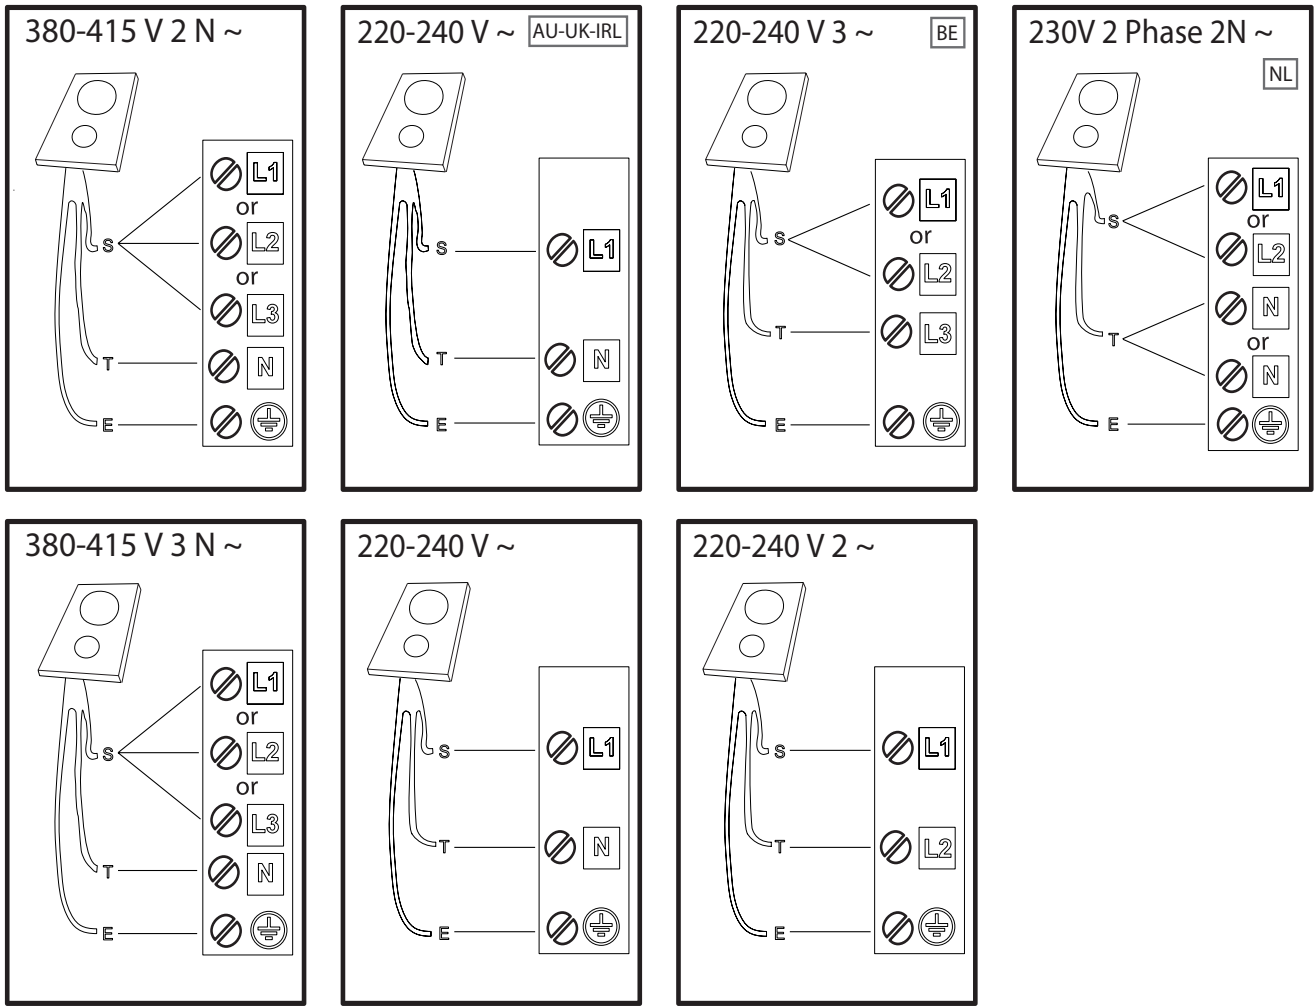 380-415 V 2 N ~
L1
or
S L2
or
L3
T N
E
220-240 V ~ AU-UK-IRL
S L1
T N
E
220-240 V 3 ~ BE
L1
S or
L2
T L3
E
230V 2 Phase 2N ~
NL
L1
S or
L2
N
T or
N
E
380-415 V 3 N ~
L1
or
S L2
or
L3
T N
E
220-240 V ~
S L1
T N
E
220-240 V 2 ~
S L1
T L2
E